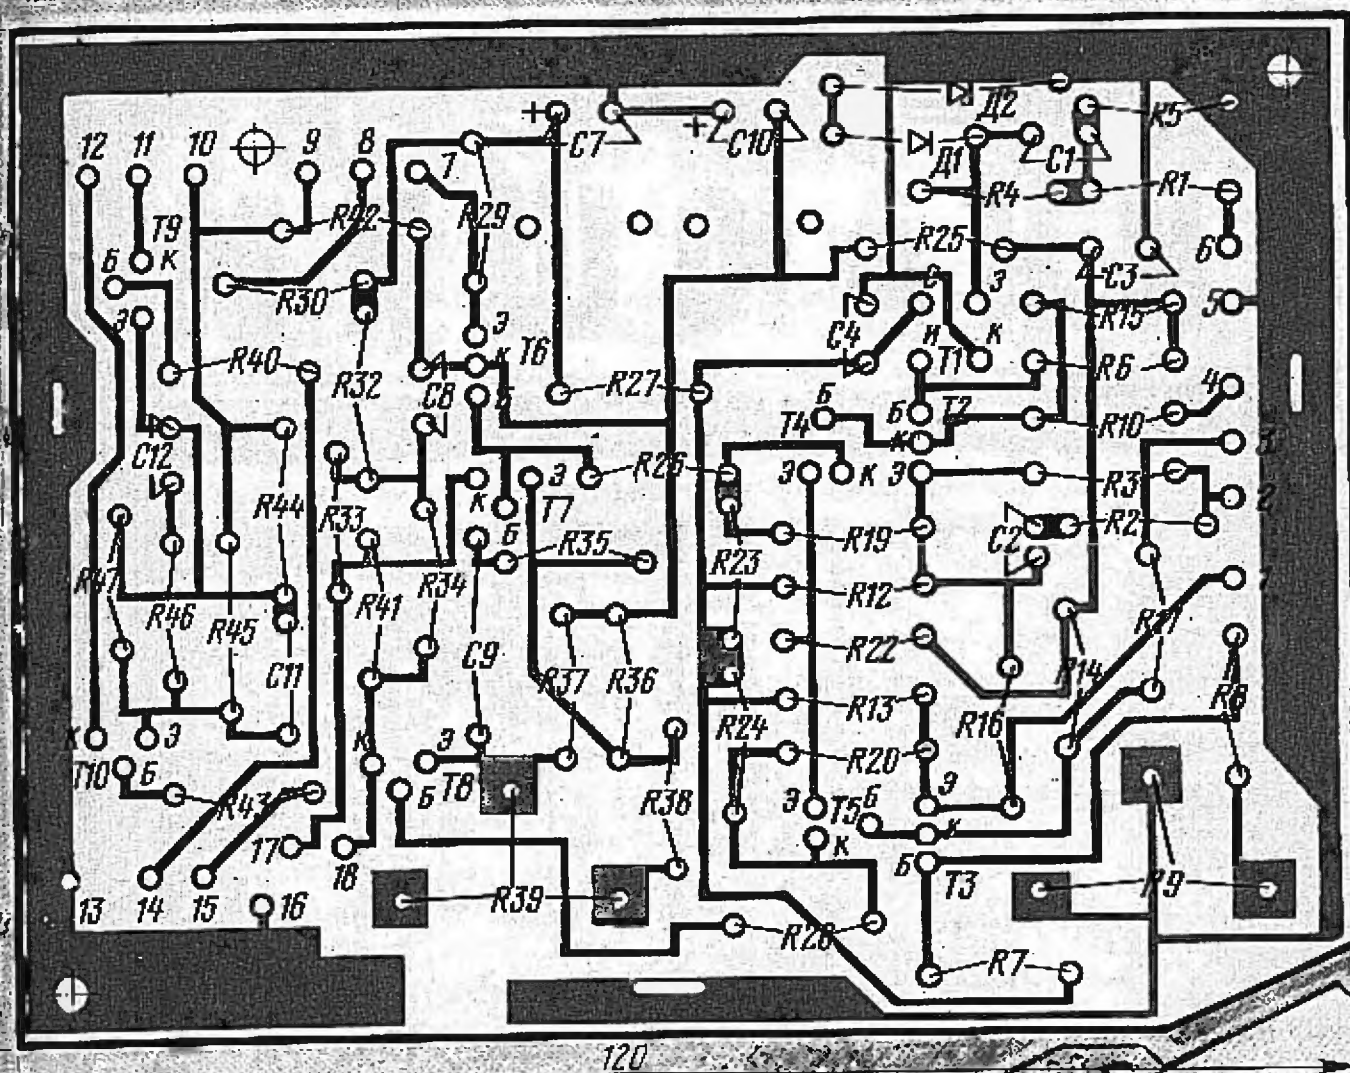 + С7 + С10 Д2 R5
12 11 10 9 8 7 Д1 С1
R4 R1
Т9 R42 R29 R25 6
Б К С3
R30 С З 5
Э Э К Т6 С4 И К R15
R40 R32 С8 Б R27 Т1 R6 4
Б Т4 Б Т2 R10
С12 К 3
R44 R33 К Э R26 Э К Э R3
Т7 2
Б R23 R19 С2 R2
R47 R35
R46 R45 R41 R34 R12 1
R21
С11 С9 R37 R36 R22 R14
R24 R13 R16 R8
К Э К Э R20
Т10 Б Т8 Э Э
R43 Б R38 Т5 Б К
17 18 К Б Т3
13 14 15 16 R39 R9
R28
R7
120